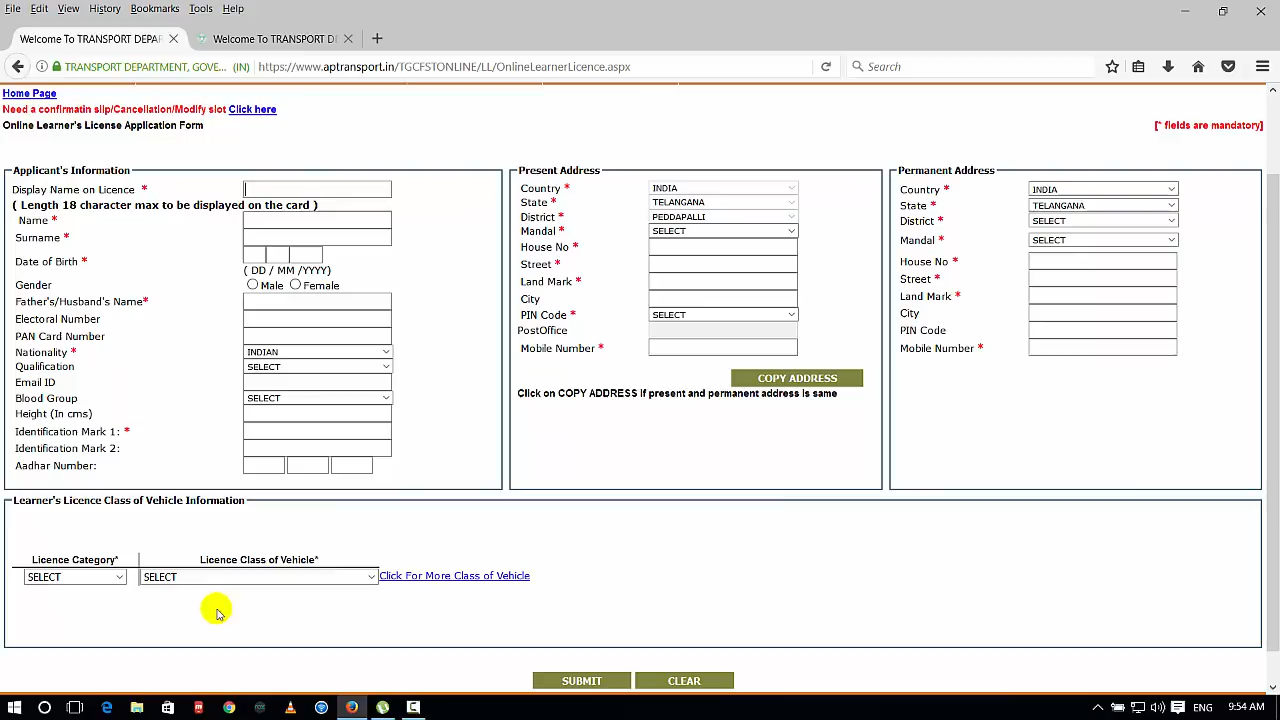 File Edit View History Bookmarks Tools Help
Welcome To TRANSPORT DEPAR
Welcome To TRANSPORT D
TRANSPORT DEPARTMENT, GOVE... (IN)
https://www.aptransport.in/TGCFSTONLINE/LL/OnlineLearnerLicence.aspx
Search
Home Page
Need a confirmatin silp/Cancellation/Modify slot Click here
Online Learner's License Application Form
[* fields are mandatory]
Applicant's Information
Display Name on Licence *
( Length 18 character max to be displayed on the card )
Name *
Surname *
Date of Birth *
( DD / MM /YYYY)
Gender
Male Female
Father's/Husband's Name*
Electoral Number
PAN Card Number
Nationality * INDIAN
Qualification SELECT
Email ID
Blood Group SELECT
Height (In cms)
Identification Mark 1: *
Identification Mark 2:
Aadhar Number:
Present Address
Country * INDIA
State * TELANGANA
District * PEDDAPALLI
Mandal * SELECT
House No *
Street *
Land Mark *
City
PIN Code * SELECT
PostOffice
Mobile Number *
COPY ADDRESS
Click on COPY ADDRESS if present and permanent address is same
Permanent Address
Country * INDIA
State * TELANGANA
District * SELECT
Mandal * SELECT
House No *
Street *
Land Mark *
City
PIN Code
Mobile Number *
Learner's Licence Class of Vehicle Information
Licence Category* Licence Class of Vehicle*
SELECT SELECT Click For More Class of Vehicle
SUBMIT CLEAR
ENG 9:54 AM